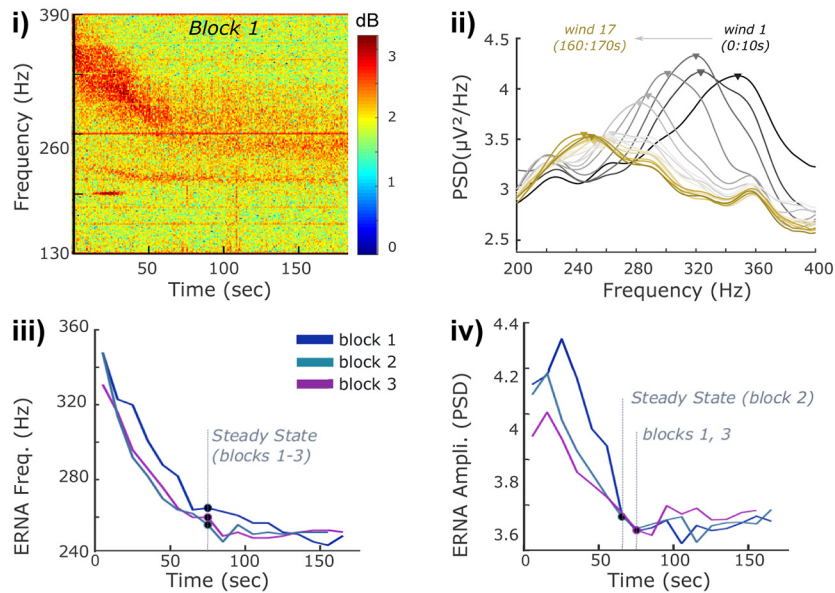 i)
Block 1
dB
Frequency (Hz)
390
260
130
3
2
1
0
50
100
150
Time (sec)
ii)
wind 17
(160:170s)
wind 1
(0:10s)
PSD(µV²/Hz)
4.5
4
3.5
3
2.5
200
240
280
320
360
400
Frequency (Hz)
iii)
ERNA Freq. (Hz)
360
320
260
240
block 1
block 2
block 3
Steady State
(blocks 1-3)
0
50
100
150
Time (sec)
iv)
ERNA Ampli. (PSD)
4.4
4.2
4
3.8
3.6
Steady State (block 2)
blocks 1, 3
0
50
100
150
Time (sec)